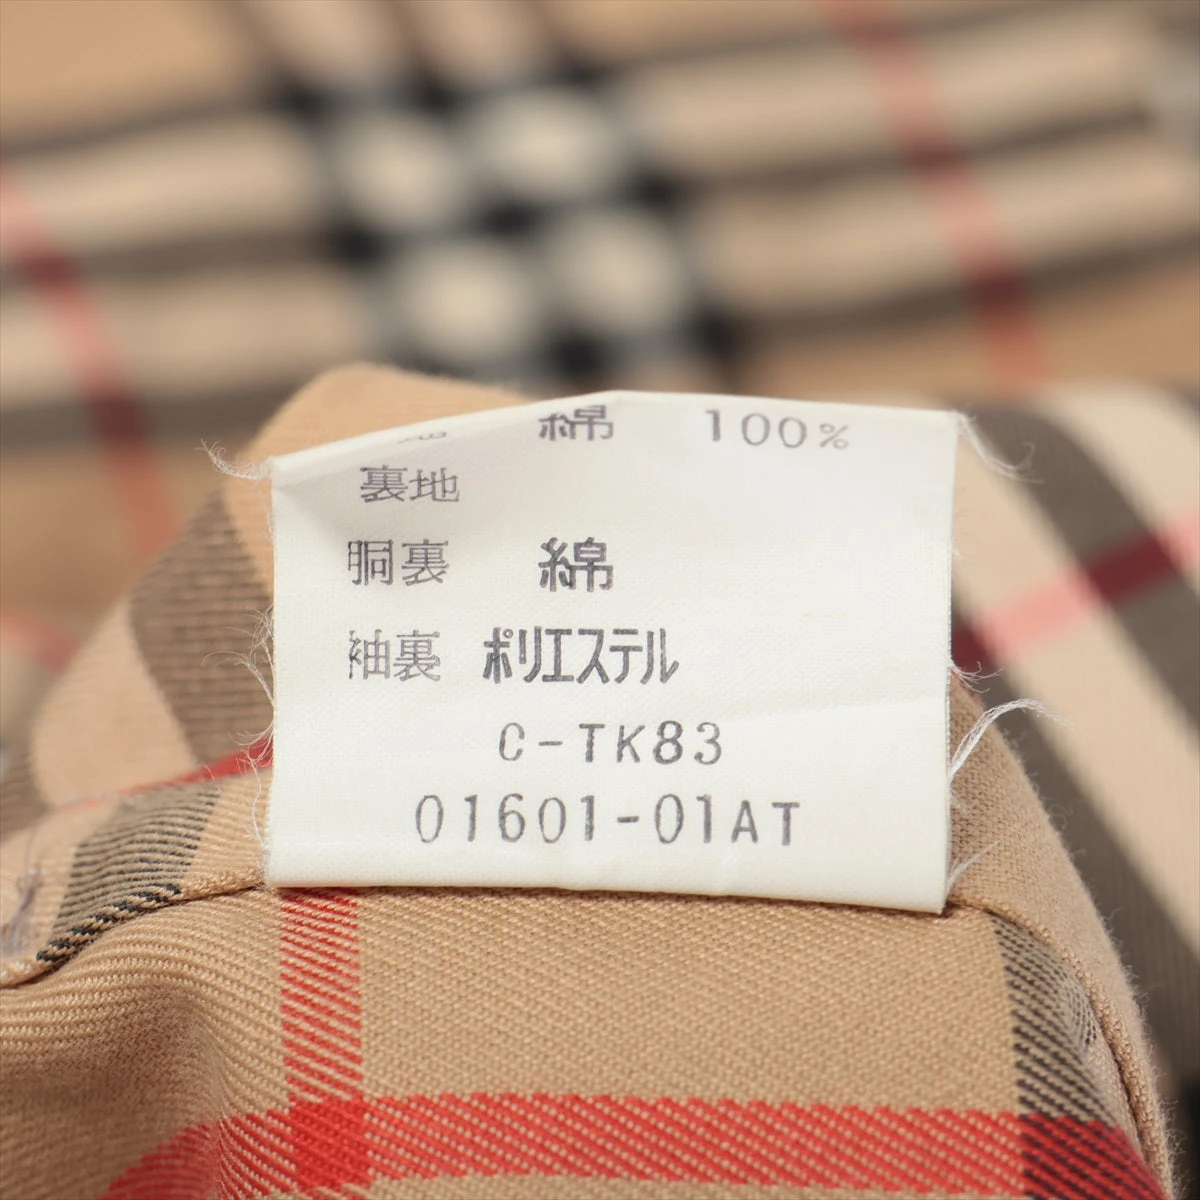 綿 100%
裏地
胴裏 綿
袖裏 ポリエステル
C-TK83
01601-01AT